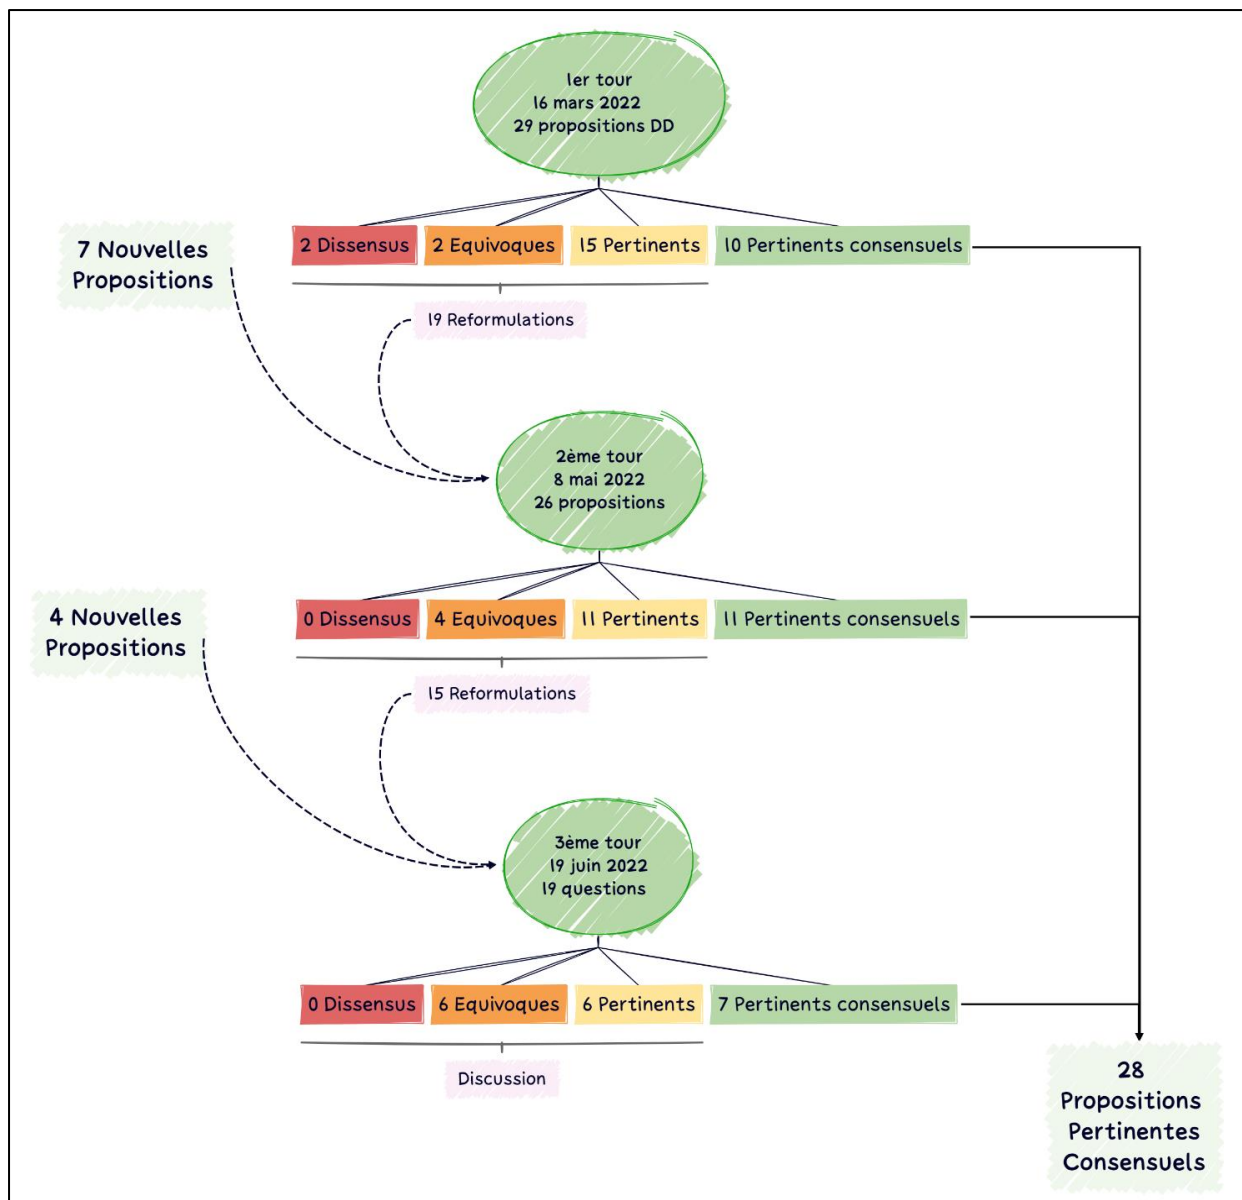 1er tour
16 mars 2022
29 propositions DD
2 Dissensus
2 Equivoques
15 Pertinents
10 Pertinents consensuels
7 Nouvelles
Propositions
19 Reformulations
2ème tour
8 mai 2022
26 propositions
0 Dissensus
4 Equivoques
11 Pertinents
11 Pertinents consensuels
4 Nouvelles
Propositions
15 Reformulations
3ème tour
19 juin 2022
19 questions
0 Dissensus
6 Equivoques
6 Pertinents
7 Pertinents consensuels
Discussion
28
Propositions
Pertinentes
Consensuels